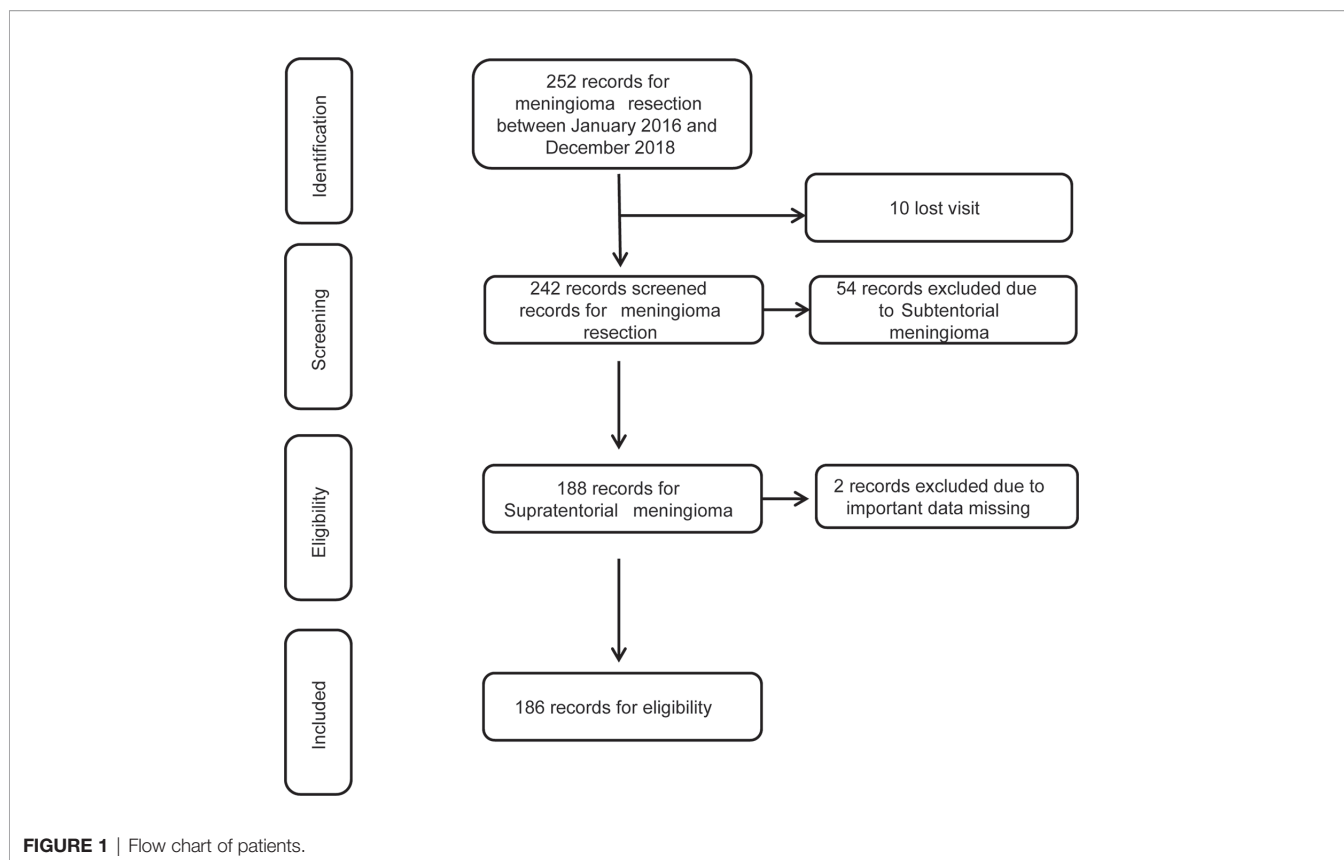 Identification
252 records for
meningioma resection
between January 2016 and
December 2018
10 lost visit
Screening
242 records screened
records for meningioma
resection
54 records excluded due
to Subtentorial
meningioma
Eligibility
188 records for
Supratentorial meningioma
2 records excluded due to
important data missing
Included
186 records for eligibility
FIGURE 1 | Flow chart of patients.